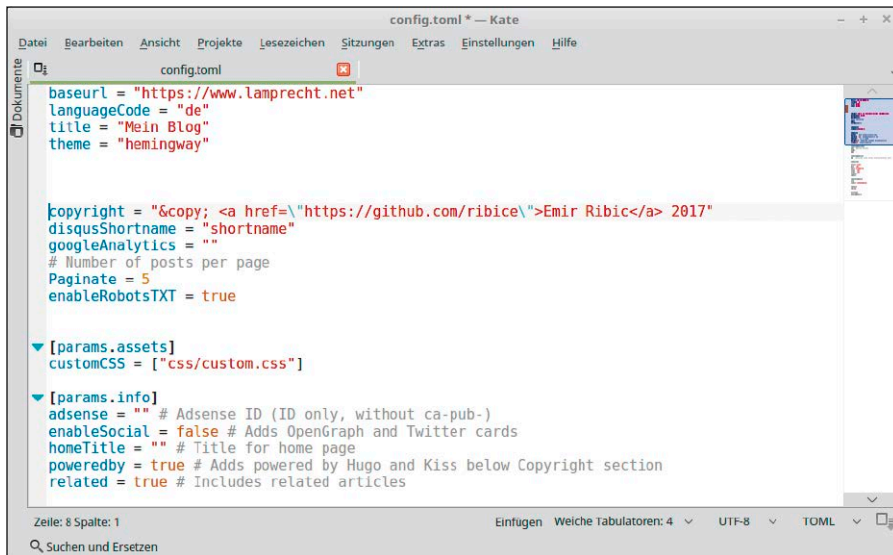 config.toml * — Kate
Datei Bearbeiten Ansicht Projekte Lesezeichen Sitzungen Extras Einstellungen Hilfe
Dokumente
config.toml
baseurl = "https://www.lamprecht.net"
languageCode = "de"
title = "Mein Blog"
theme = "hemingway"
copyright = "&copy; <a href=\"https://github.com/ribice\">Emir Ribic</a> 2017"
disqusShortname = "shortname"
googleAnalytics = ""
# Number of posts per page
Paginate = 5
enableRobotsTXT = true
[params.assets]
customCSS = ["css/custom.css"]
[params.info]
adsense = "" # Adsense ID (ID only, without ca-pub-)
enableSocial = false # Adds OpenGraph and Twitter cards
homeTitle = "" # Title for home page
poweredby = true # Adds powered by Hugo and Kiss below Copyright section
related = true # Includes related articles
Zeile: 8 Spalte: 1 Einfügen Weiche Tabulatoren: 4 UTF-8 TOML
Suchen und Ersetzen